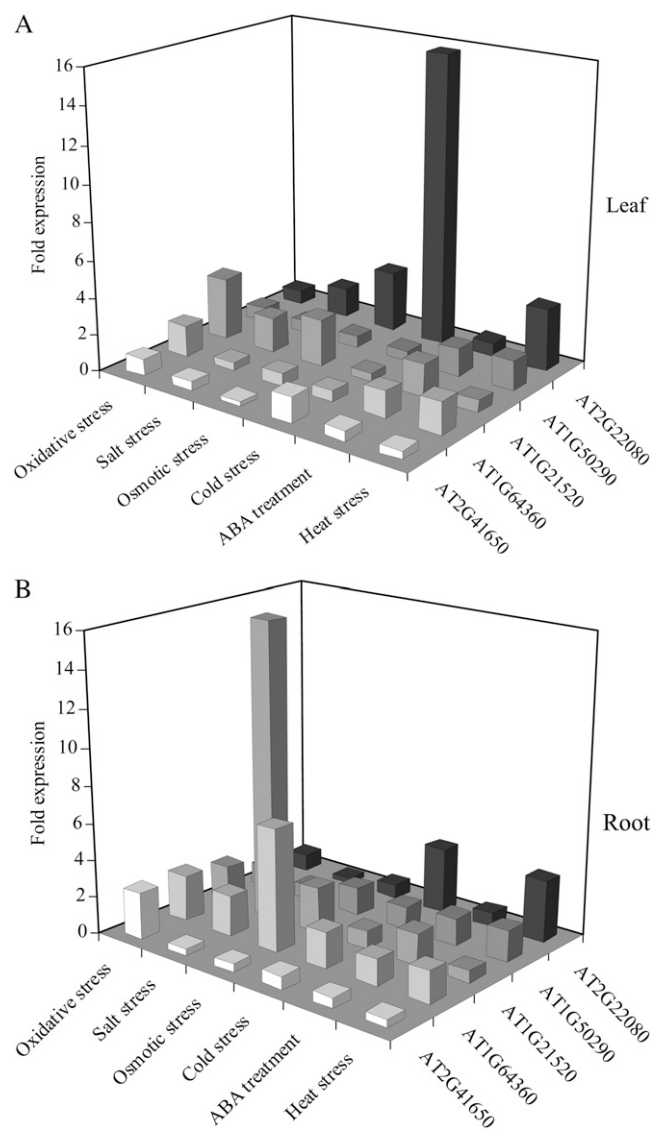 A
16
14
12
10
8
6
4
2
0
Fold expression
Leaf
Oxidative stress
Salt stress
Osmotic stress
Cold stress
ABA treatment
Heat stress
AT2G41650
AT1G64360
AT1G21520
AT1G50290
AT2G22080
B
16
14
12
10
8
6
4
2
0
Fold expression
Root
Oxidative stress
Salt stress
Osmotic stress
Cold stress
ABA treatment
Heat stress
AT2G41650
AT1G64360
AT1G21520
AT1G50290
AT2G22080